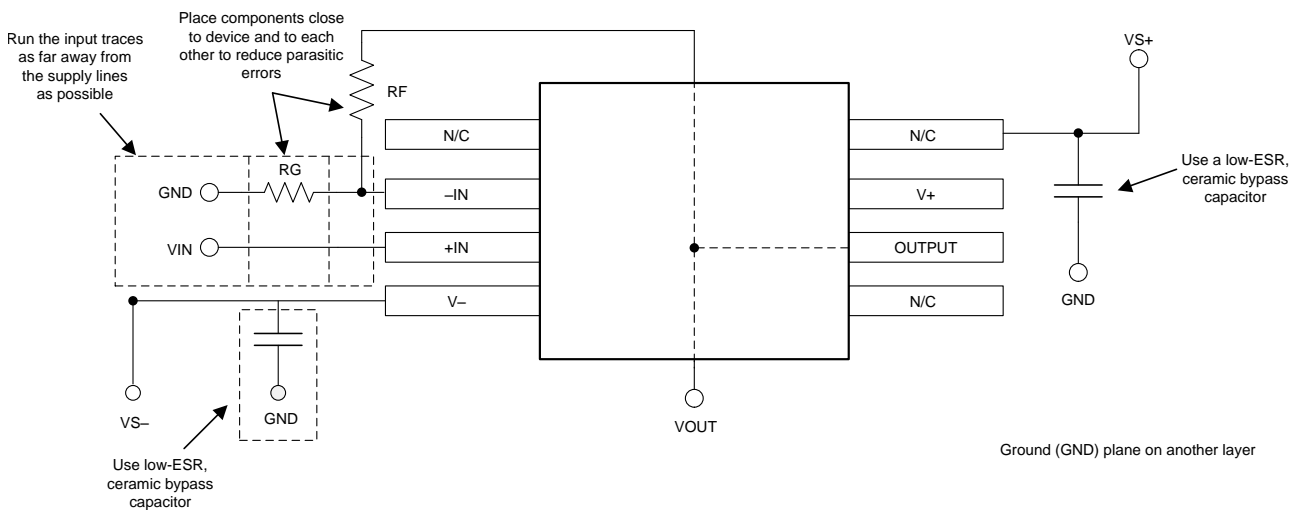 Place components close
to device and to each
other to reduce parasitic
errors
Run the input traces
as far away from
the supply lines
as possible
VS+
RF
N/C
N/C
Use a low-ESR,
ceramic bypass
capacitor
RG
GND
–IN
V+
VIN
+IN
OUTPUT
V–
N/C
GND
VS–
GND
VOUT
Use low-ESR,
ceramic bypass
capacitor
Ground (GND) plane on another layer